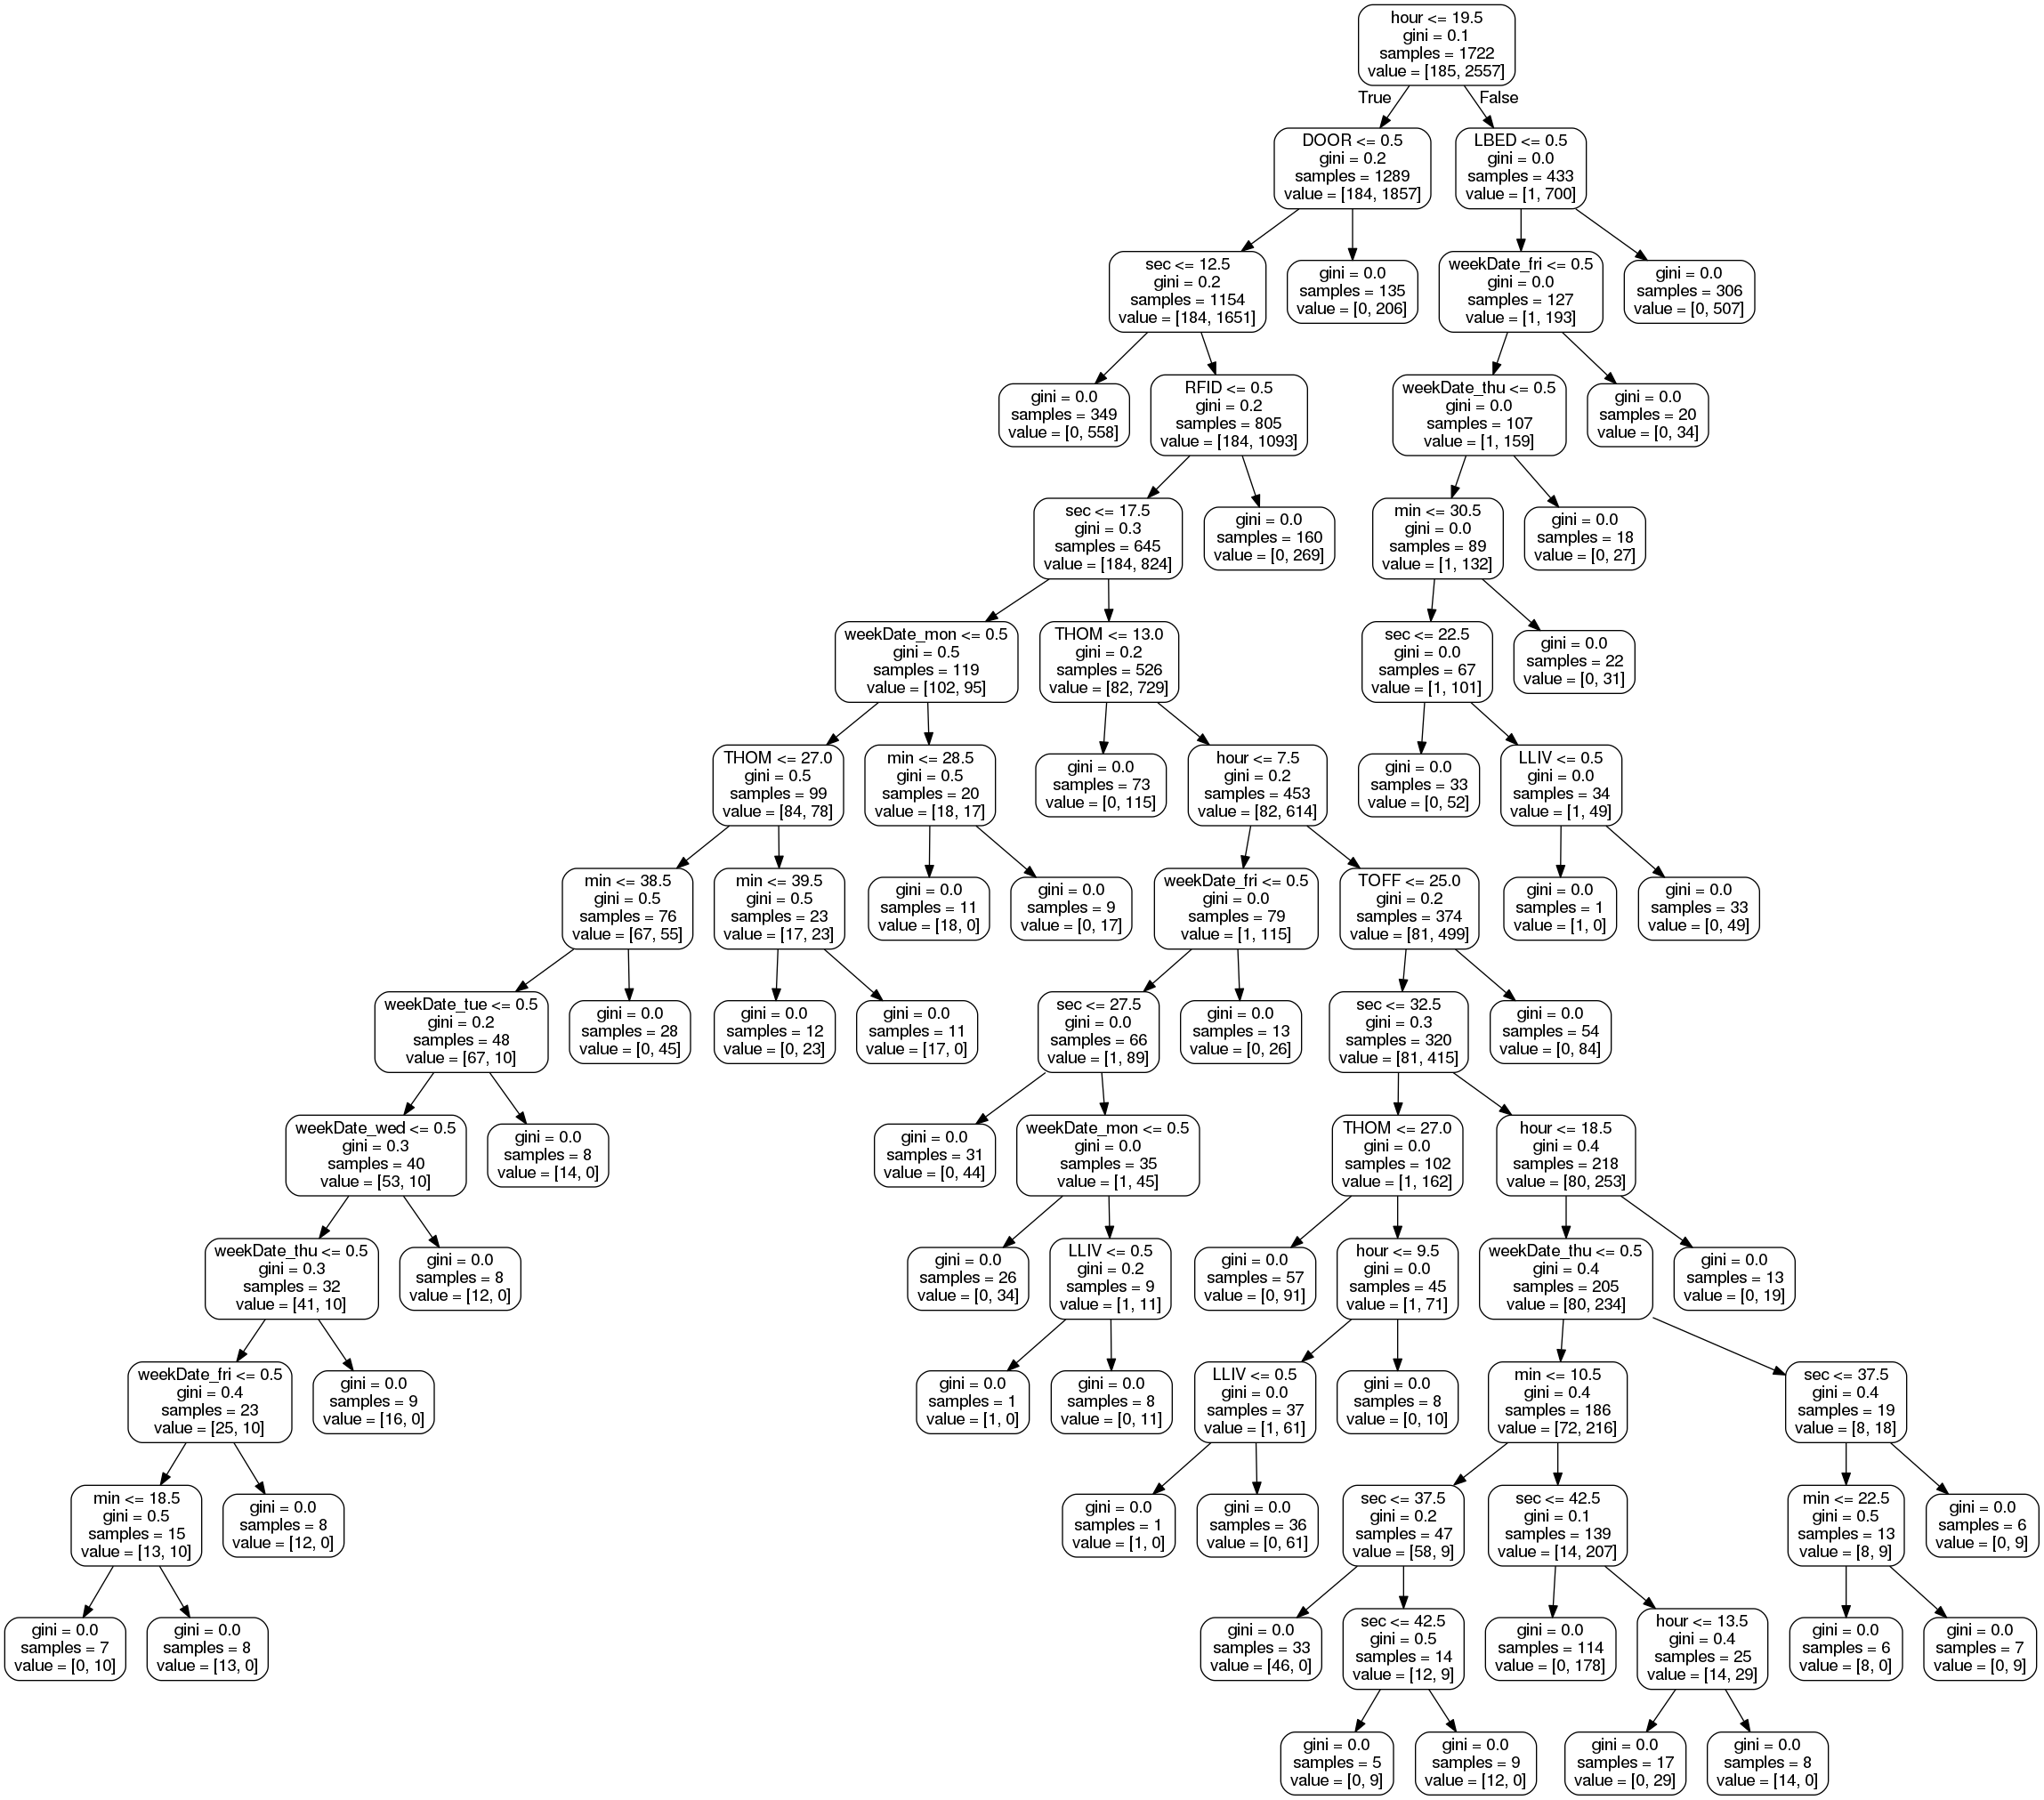 hour <= 19.5
gini = 0.1
samples = 1722
value = [185, 2557]
True
False
DOOR <= 0.5
gini = 0.2
samples = 1289
value = [184, 1857]
LBED <= 0.5
gini = 0.0
samples = 433
value = [1, 700]
sec <= 12.5
gini = 0.2
samples = 1154
value = [184, 1651]
gini = 0.0
samples = 135
value = [0, 206]
weekDate_fri <= 0.5
gini = 0.0
samples = 127
value = [1, 193]
gini = 0.0
samples = 306
value = [0, 507]
gini = 0.0
samples = 349
value = [0, 558]
RFID <= 0.5
gini = 0.2
samples = 805
value = [184, 1093]
weekDate_thu <= 0.5
gini = 0.0
samples = 107
value = [1, 159]
gini = 0.0
samples = 20
value = [0, 34]
sec <= 17.5
gini = 0.3
samples = 645
value = [184, 824]
gini = 0.0
samples = 160
value = [0, 269]
min <= 30.5
gini = 0.0
samples = 89
value = [1, 132]
gini = 0.0
samples = 18
value = [0, 27]
weekDate_mon <= 0.5
gini = 0.5
samples = 119
value = [102, 95]
THOM <= 13.0
gini = 0.2
samples = 526
value = [82, 729]
sec <= 22.5
gini = 0.0
samples = 67
value = [1, 101]
gini = 0.0
samples = 22
value = [0, 31]
THOM <= 27.0
gini = 0.5
samples = 99
value = [84, 78]
min <= 28.5
gini = 0.5
samples = 20
value = [18, 17]
gini = 0.0
samples = 73
value = [0, 115]
hour <= 7.5
gini = 0.2
samples = 453
value = [82, 614]
gini = 0.0
samples = 33
value = [0, 52]
LLIV <= 0.5
gini = 0.0
samples = 34
value = [1, 49]
min <= 38.5
gini = 0.5
samples = 76
value = [67, 55]
min <= 39.5
gini = 0.5
samples = 23
value = [17, 23]
gini = 0.0
samples = 11
value = [18, 0]
gini = 0.0
samples = 9
value = [0, 17]
weekDate_fri <= 0.5
gini = 0.0
samples = 79
value = [1, 115]
TOFF <= 25.0
gini = 0.2
samples = 374
value = [81, 499]
gini = 0.0
samples = 1
value = [1, 0]
gini = 0.0
samples = 33
value = [0, 49]
weekDate_tue <= 0.5
gini = 0.2
samples = 48
value = [67, 10]
gini = 0.0
samples = 28
value = [0, 45]
gini = 0.0
samples = 12
value = [0, 23]
gini = 0.0
samples = 11
value = [17, 0]
sec <= 27.5
gini = 0.0
samples = 66
value = [1, 89]
gini = 0.0
samples = 13
value = [0, 26]
sec <= 32.5
gini = 0.3
samples = 320
value = [81, 415]
gini = 0.0
samples = 54
value = [0, 84]
weekDate_wed <= 0.5
gini = 0.3
samples = 40
value = [53, 10]
gini = 0.0
samples = 8
value = [14, 0]
gini = 0.0
samples = 31
value = [0, 44]
weekDate_mon <= 0.5
gini = 0.0
samples = 35
value = [1, 45]
THOM <= 27.0
gini = 0.0
samples = 102
value = [1, 162]
hour <= 18.5
gini = 0.4
samples = 218
value = [80, 253]
weekDate_thu <= 0.5
gini = 0.3
samples = 32
value = [41, 10]
gini = 0.0
samples = 8
value = [12, 0]
gini = 0.0
samples = 26
value = [0, 34]
LLIV <= 0.5
gini = 0.2
samples = 9
value = [1, 11]
gini = 0.0
samples = 57
value = [0, 91]
hour <= 9.5
gini = 0.0
samples = 45
value = [1, 71]
weekDate_thu <= 0.5
gini = 0.4
samples = 205
value = [80, 234]
gini = 0.0
samples = 13
value = [0, 19]
weekDate_fri <= 0.5
gini = 0.4
samples = 23
value = [25, 10]
gini = 0.0
samples = 9
value = [16, 0]
gini = 0.0
samples = 1
value = [1, 0]
gini = 0.0
samples = 8
value = [0, 11]
LLIV <= 0.5
gini = 0.0
samples = 37
value = [1, 61]
gini = 0.0
samples = 8
value = [0, 10]
min <= 10.5
gini = 0.4
samples = 186
value = [72, 216]
sec <= 37.5
gini = 0.4
samples = 19
value = [8, 18]
min <= 18.5
gini = 0.5
samples = 15
value = [13, 10]
gini = 0.0
samples = 8
value = [12, 0]
gini = 0.0
samples = 1
value = [1, 0]
gini = 0.0
samples = 36
value = [0, 61]
sec <= 37.5
gini = 0.2
samples = 47
value = [58, 9]
sec <= 42.5
gini = 0.1
samples = 139
value = [14, 207]
min <= 22.5
gini = 0.5
samples = 13
value = [8, 9]
gini = 0.0
samples = 6
value = [0, 9]
gini = 0.0
samples = 7
value = [0, 10]
gini = 0.0
samples = 8
value = [13, 0]
gini = 0.0
samples = 33
value = [46, 0]
sec <= 42.5
gini = 0.5
samples = 14
value = [12, 9]
gini = 0.0
samples = 114
value = [0, 178]
hour <= 13.5
gini = 0.4
samples = 25
value = [14, 29]
gini = 0.0
samples = 6
value = [8, 0]
gini = 0.0
samples = 7
value = [0, 9]
gini = 0.0
samples = 5
value = [0, 9]
gini = 0.0
samples = 9
value = [12, 0]
gini = 0.0
samples = 17
value = [0, 29]
gini = 0.0
samples = 8
value = [14, 0]